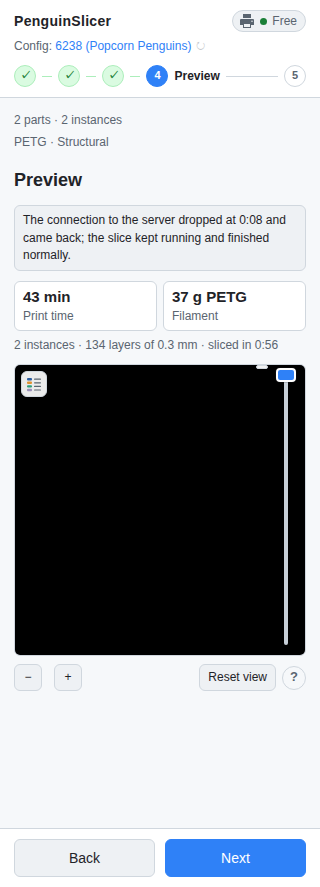 PenguinSlicer
Free
Config: 6238 (Popcorn Penguins)
4 Preview 5
2 parts · 2 instances
PETG · Structural
Preview
The connection to the server dropped at 0:08 and
came back; the slice kept running and finished
normally.
43 min
Print time
37 g PETG
Filament
2 instances · 134 layers of 0.3 mm · sliced in 0:56
− + Reset view ?
Back Next